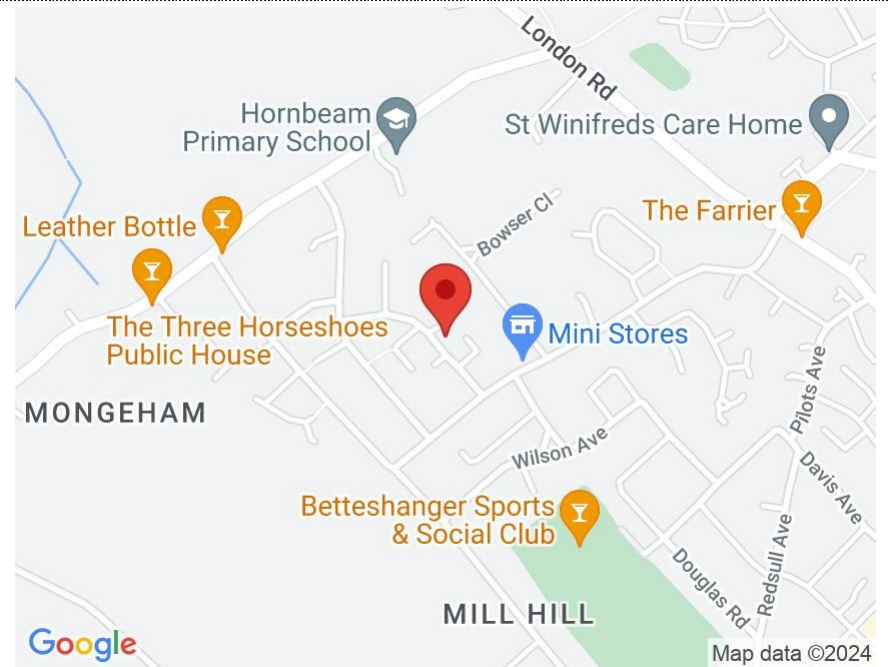 London Rd
Hornbeam
Primary School
St Winifreds Care Home
Leather Bottle
Bowser Cl
The Farrier
The Three Horseshoes
Public House
Mini Stores
MONGEHAM
Pilots Ave
Wilson Ave
Davis Ave
Betteshanger Sports
& Social Club
Redsull Ave
Douglas Rd
MILL HILL
Google
Map data ©2024